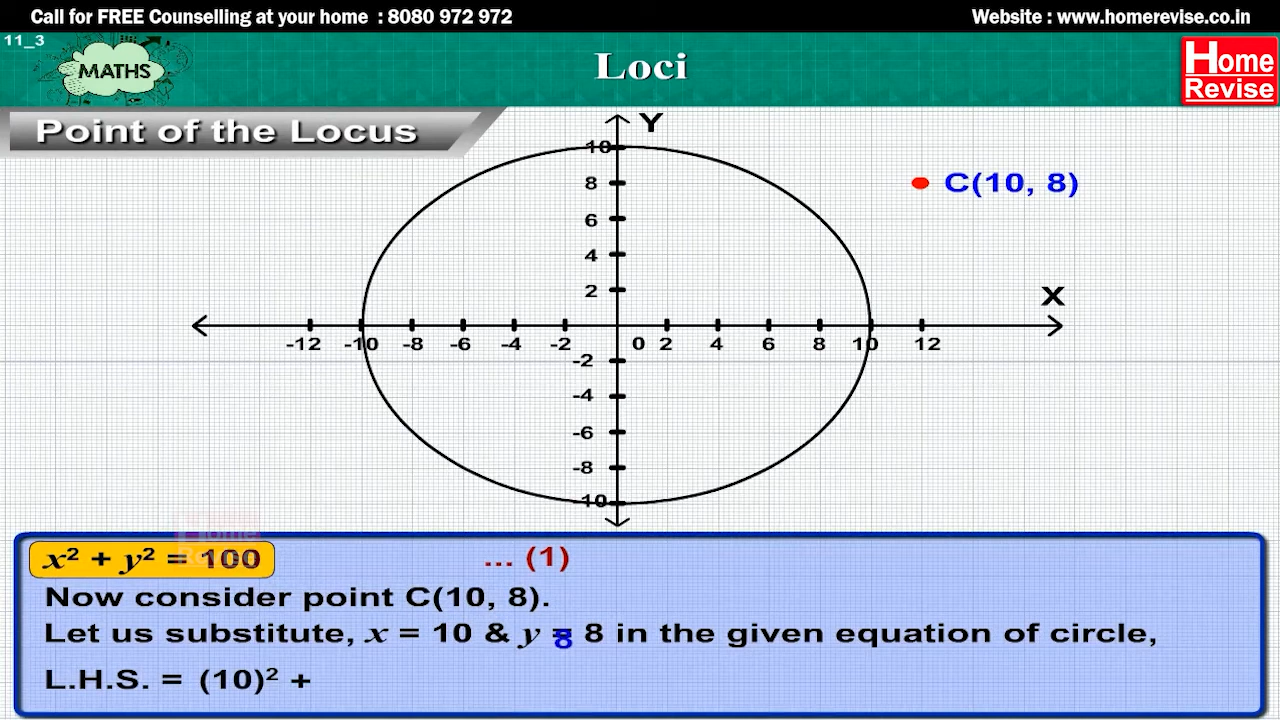 Call for FREE Counselling at your home : 8080 972 972
Website : www.homerevise.co.in
11_3
MATHS
Loci
Home
Revise
Point of the Locus
Y
10
8
6
4
2
C(10, 8)
X
-12 -10 -8 -6 -4 -2 0 2 4 6 8 10 12
-2
-4
-6
-8
-10
x² + y² = 100 ... (1)
Now consider point C(10, 8).
Let us substitute, x = 10 & y = 8 in the given equation of circle,
8
L.H.S. = (10)² +
Home
Revise